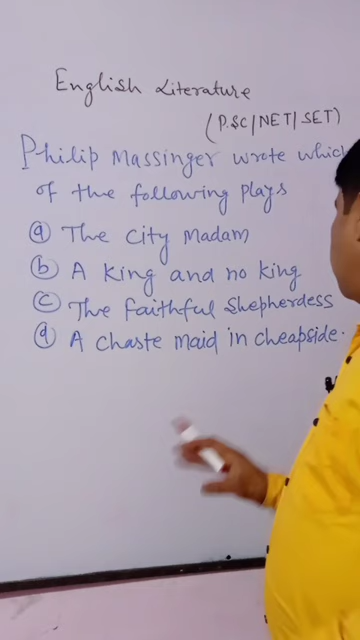 English Literature
(P.SC/NET/SET)
Philip Massinger wrote which
of the following plays
ⓐ The City Madam
ⓑ A King and no king
ⓒ The Faithful Shepherdess
ⓓ A chaste maid in cheapside.